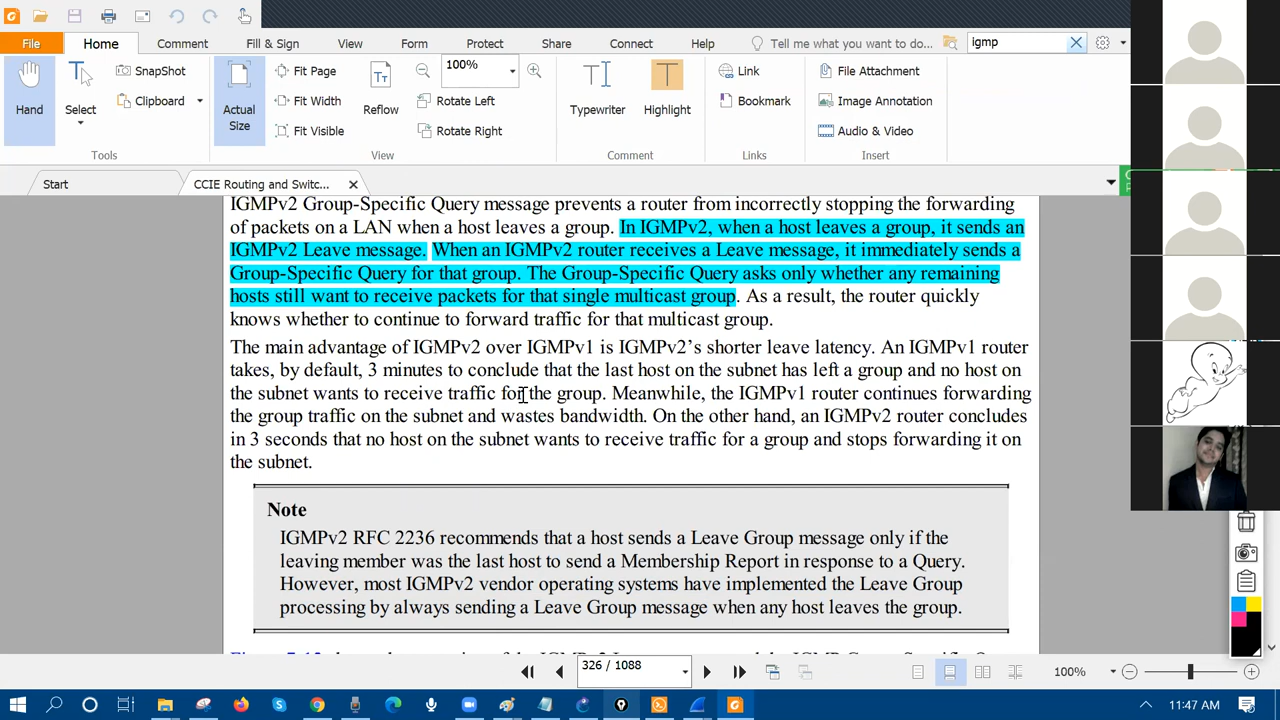 File
Home
Comment
Fill & Sign
View
Form
Protect
Share
Connect
Help
Tell me what you want to do...
igmp
Hand
Select
SnapShot
Clipboard
Actual
Size
Fit Page
Fit Width
Fit Visible
Reflow
100%
Rotate Left
Rotate Right
Typewriter
Highlight
Link
Bookmark
File Attachment
Image Annotation
Audio & Video
Tools
View
Comment
Links
Insert
Start
CCIE Routing and Switc...
IGMPv2 Group-Specific Query message prevents a router from incorrectly stopping the forwarding
of packets on a LAN when a host leaves a group. In IGMPv2, when a host leaves a group, it sends an
IGMPv2 Leave message. When an IGMPv2 router receives a Leave message, it immediately sends a
Group-Specific Query for that group. The Group-Specific Query asks only whether any remaining
hosts still want to receive packets for that single multicast group. As a result, the router quickly
knows whether to continue to forward traffic for that multicast group.
The main advantage of IGMPv2 over IGMPv1 is IGMPv2’s shorter leave latency. An IGMPv1 router
takes, by default, 3 minutes to conclude that the last host on the subnet has left a group and no host on
the subnet wants to receive traffic for the group. Meanwhile, the IGMPv1 router continues forwarding
the group traffic on the subnet and wastes bandwidth. On the other hand, an IGMPv2 router concludes
in 3 seconds that no host on the subnet wants to receive traffic for a group and stops forwarding it on
the subnet.
Note
IGMPv2 RFC 2236 recommends that a host sends a Leave Group message only if the
leaving member was the last host to send a Membership Report in response to a Query.
However, most IGMPv2 vendor operating systems have implemented the Leave Group
processing by always sending a Leave Group message when any host leaves the group.
326 / 1088
100%
11:47 AM